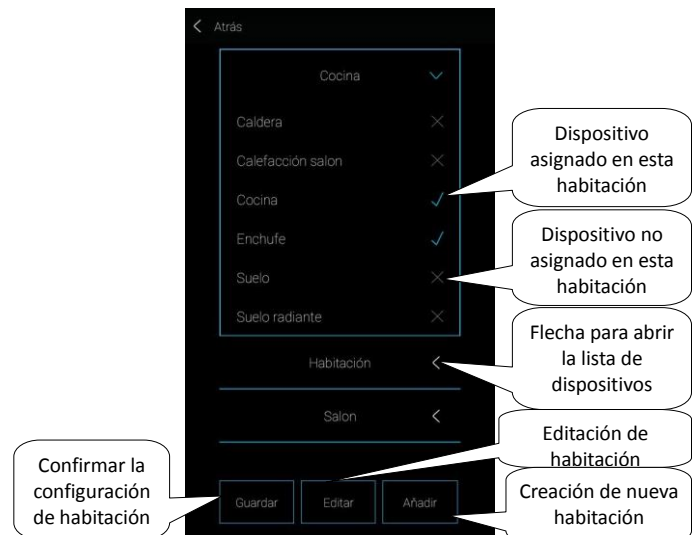 Atrás
Cocina
Caldera
Calefacción salon
Cocina
Enchufe
Suelo
Suelo radiante
Habitación
Salon
Guardar
Editar
Añadir
Dispositivo
asignado en esta
habitación
Dispositivo no
asignado en esta
habitación
Flecha para abrir
la lista de
dispositivos
Editación de
habitación
Creación de nueva
habitación
Confirmar la
configuración
de habitación